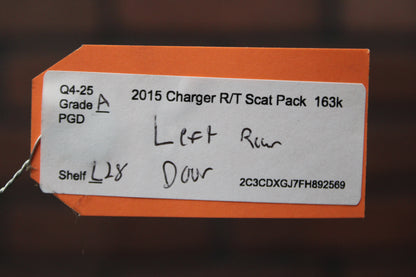 Q4-25
Grade A 2015 Charger R/T Scat Pack 163k
PGD
Left Rear
Door
Shelf L28 2C3CDXGJ7FH892569